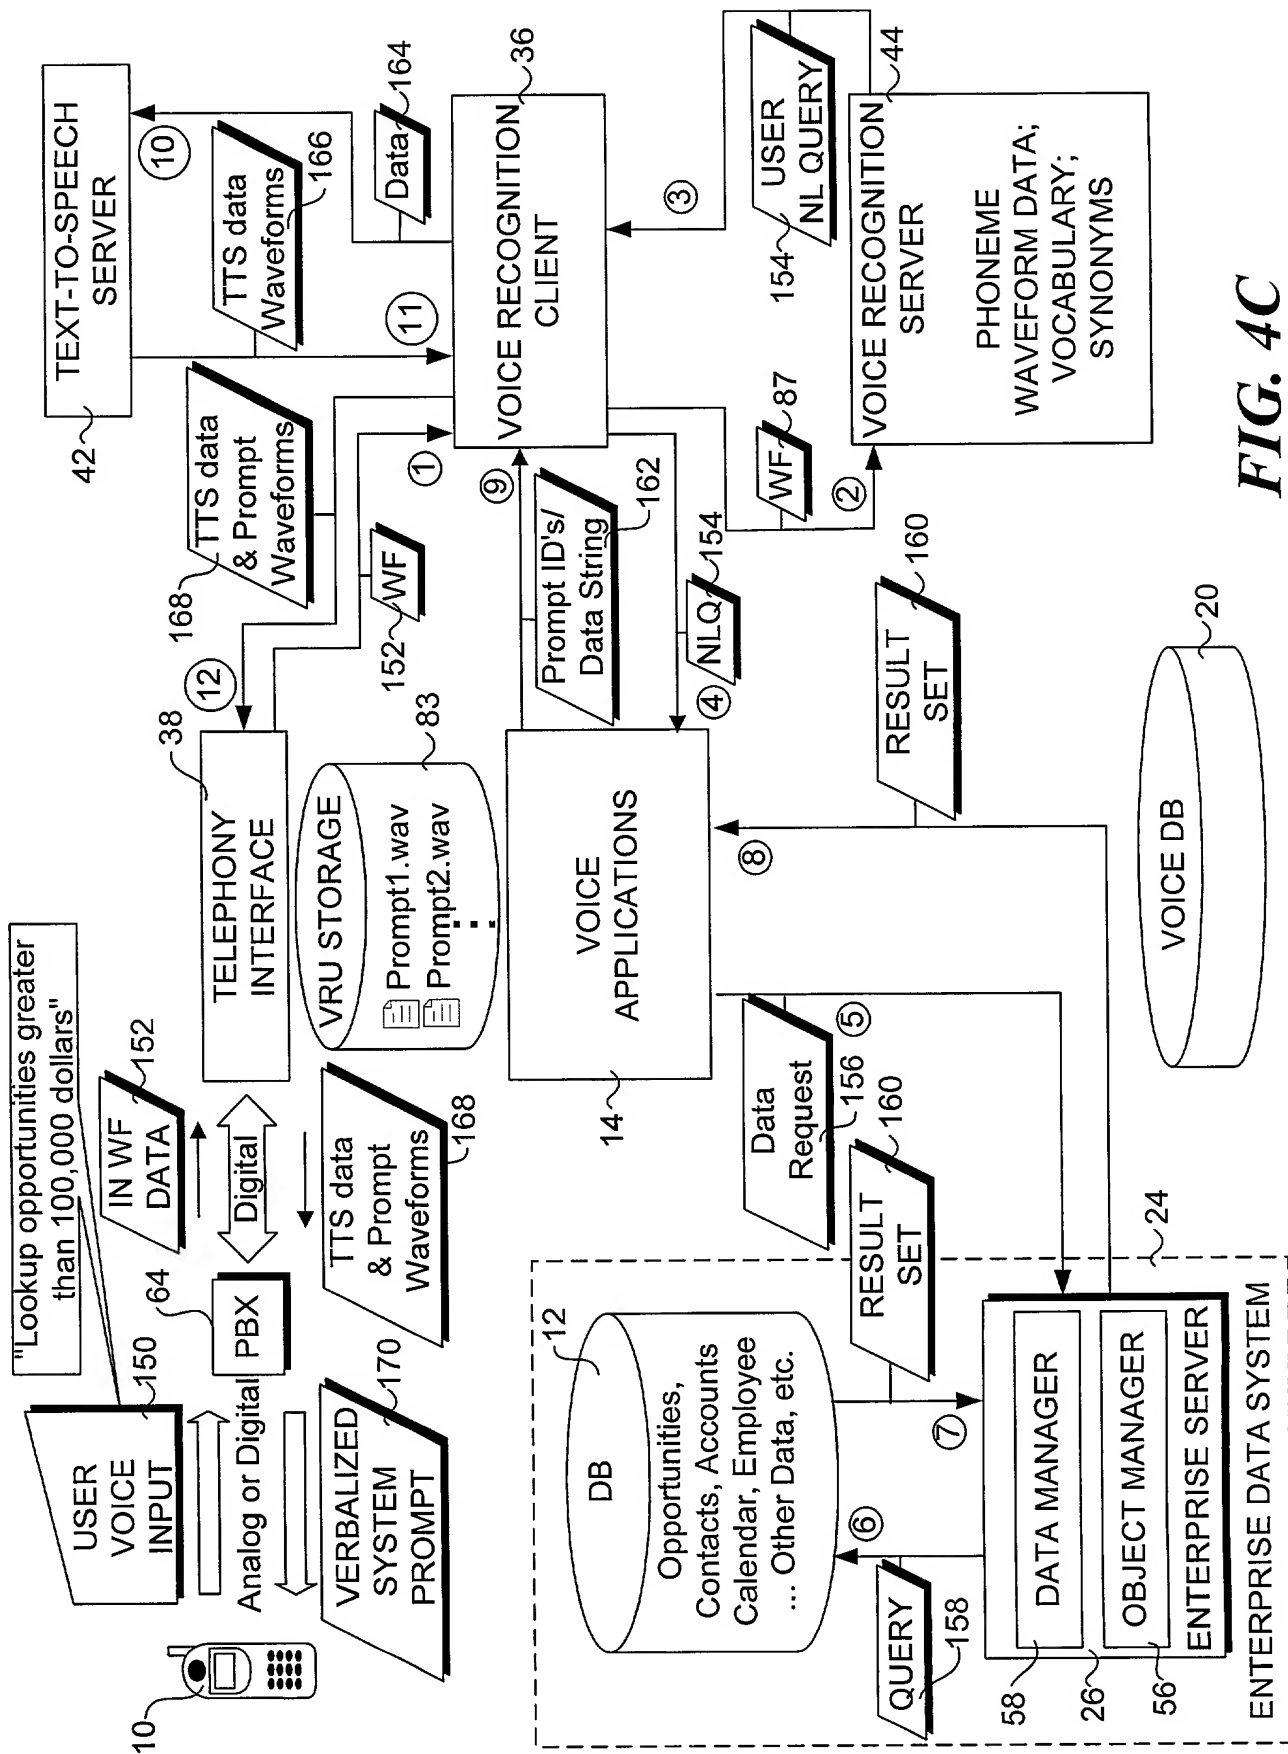 "Lookup opportunities greater
than 100,000 dollars"
USER
VOICE
INPUT
150
Analog or Digital
10
VERBALIZED
SYSTEM
PROMPT
170
64
PBX
IN WF
DATA
152
Digital
TTS data
& Prompt
Waveforms
168
38
TELEPHONY
INTERFACE
12
168
TTS data
& Prompt
Waveforms
152
WF
1
42
TEXT-TO-SPEECH
SERVER
10
TTS data
Waveforms
166
11
Data
164
VRU STORAGE
Prompt1.wav
Prompt2.wav
83
36
VOICE RECOGNITION
CLIENT
9
Prompt ID's/
Data String
162
4
NLQ
154
3
USER
NL QUERY
154
WF
87
2
44
VOICE RECOGNITION
SERVER
PHONEME
WAVEFORM DATA;
VOCABULARY;
SYNONYMS
14
VOICE
APPLICATIONS
5
Data
Request
156
8
RESULT
SET
160
12
DB
Opportunities,
Contacts, Accounts
Calendar, Employee
... Other Data, etc.
RESULT
SET
160
6
QUERY
158
7
58
DATA MANAGER
26
56
OBJECT MANAGER
ENTERPRISE SERVER
24
ENTERPRISE DATA SYSTEM
VOICE DB
20
FIG. 4C